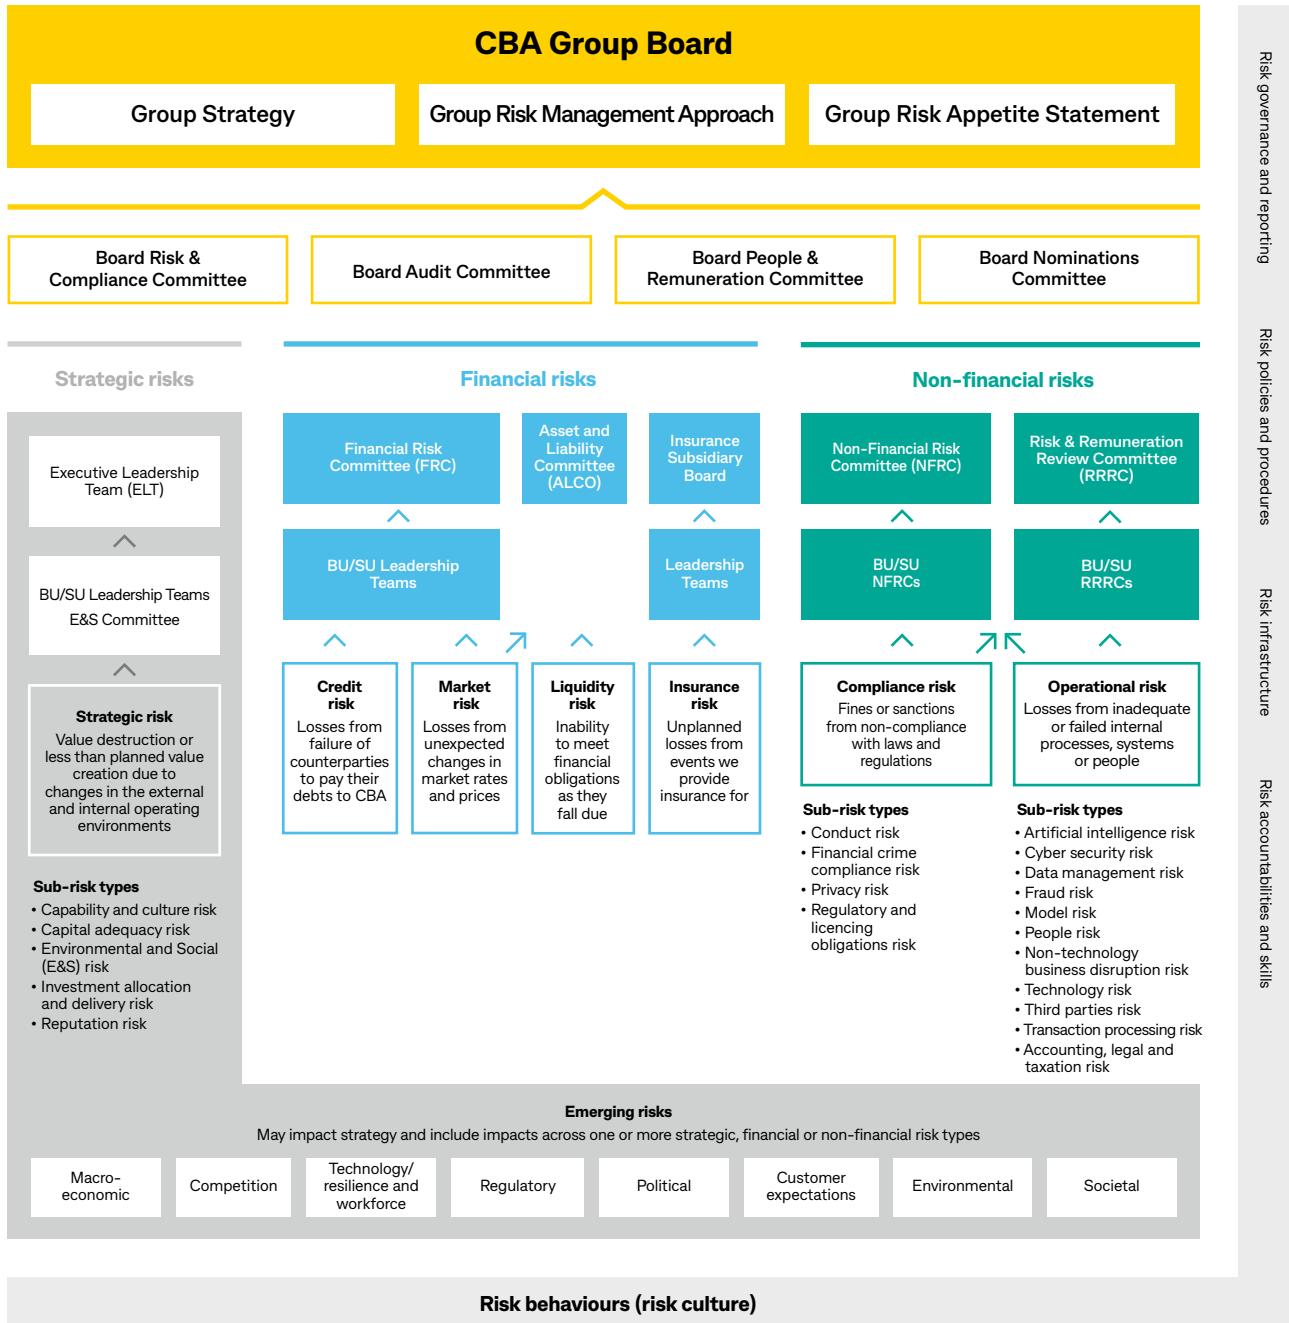 CBA Group Board
Group Strategy
Group Risk Management Approach
Group Risk Appetite Statement
Board Risk &
Compliance Committee
Board Audit Committee
Board People &
Remuneration Committee
Board Nominations
Committee
Strategic risks
Executive Leadership
Team (ELT)
BU/SU Leadership Teams
E&S Committee
Strategic risk
Value destruction or
less than planned value
creation due to
changes in the external
and internal operating
environments
Sub-risk types
• Capability and culture risk
• Capital adequacy risk
• Environmental and Social
(E&S) risk
• Investment allocation
and delivery risk
• Reputation risk
Financial risks
Financial Risk
Committee (FRC)
Asset and
Liability
Committee
(ALCO)
Insurance
Subsidiary
Board
BU/SU Leadership
Teams
Leadership
Teams
Credit
risk
Losses from
failure of
counterparties
to pay their
debts to CBA
Market
risk
Losses from
unexpected
changes in
market rates
and prices
Liquidity
risk
Inability
to meet
financial
obligations
as they
fall due
Insurance
risk
Unplanned
losses from
events we
provide
insurance for
Non-financial risks
Non-Financial Risk
Committee (NFRC)
Risk & Remuneration
Review Committee
(RRRC)
BU/SU
NFRCs
BU/SU
RRRCs
Compliance risk
Fines or sanctions
from non-compliance
with laws and
regulations
Sub-risk types
• Conduct risk
• Financial crime
compliance risk
• Privacy risk
• Regulatory and
licencing
obligations risk
Operational risk
Losses from inadequate
or failed internal
processes, systems
or people
Sub-risk types
• Artificial intelligence risk
• Cyber security risk
• Data management risk
• Fraud risk
• Model risk
• People risk
• Non-technology
business disruption risk
• Technology risk
• Third parties risk
• Transaction processing risk
• Accounting, legal and
taxation risk
Emerging risks
May impact strategy and include impacts across one or more strategic, financial or non-financial risk types
Macro-
economic
Competition
Technology/
resilience and
workforce
Regulatory
Political
Customer
expectations
Environmental
Societal
Risk governance and reporting
Risk policies and procedures
Risk infrastructure
Risk accountabilities and skills
Risk behaviours (risk culture)